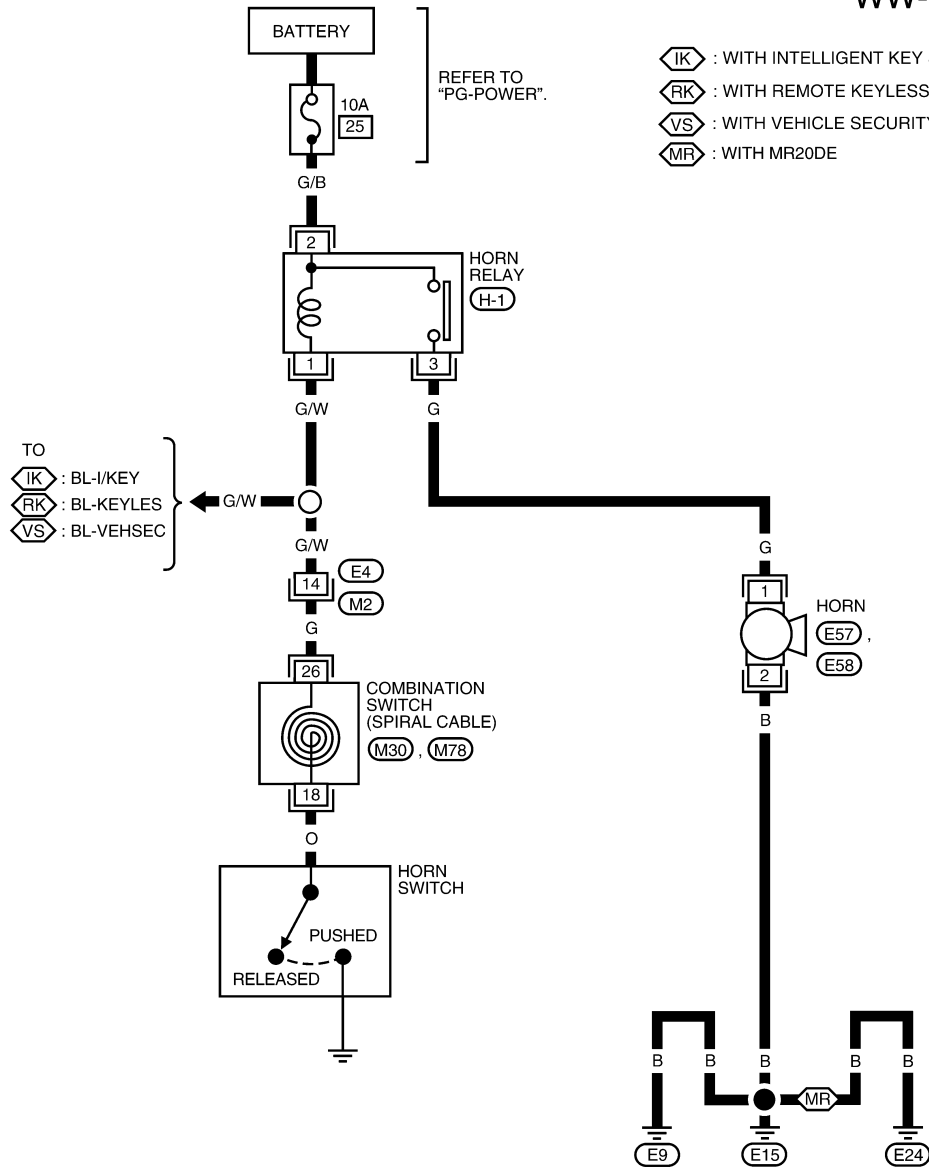 BATTERY
REFER TO
“PG-POWER”.
10A
25
G/B
: WITH INTELLIGENT KEY
IK
: WITH REMOTE KEYLESS
RK
: WITH VEHICLE SECURITY
VS
: WITH MR20DE
MR
2
HORN
RELAY
H-1
1
3
G/W
G
TO
IK : BL-I/KEY
RK : BL-KEYLES
VS : BL-VEHSEC
G/W
G/W
14
E4
M2
G
26
COMBINATION
SWITCH
(SPIRAL CABLE)
M30 , M78
18
O
HORN
SWITCH
PUSHED
RELEASED
G
1
HORN
E57 ,
E58
2
B
B B B B B
MR
E9 E15 E24